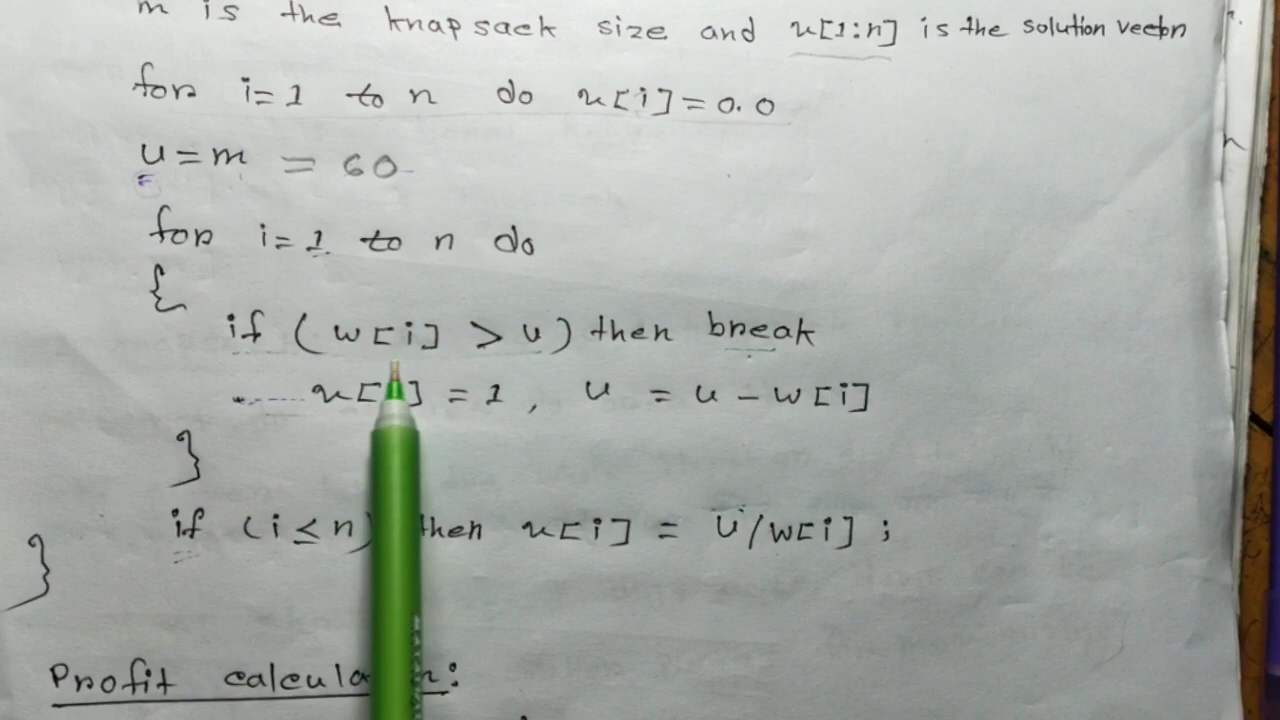 m is the knapsack size and x[1:n] is the solution vector
for i=1 to n do x[i]=0.0
U=m = 60
for i=1 to n do
{
if (w[i] > u) then break
x[ ]=1, u = u-w[i]
}
if (i≤n) then x[i] = U/w[i];
}
Profit